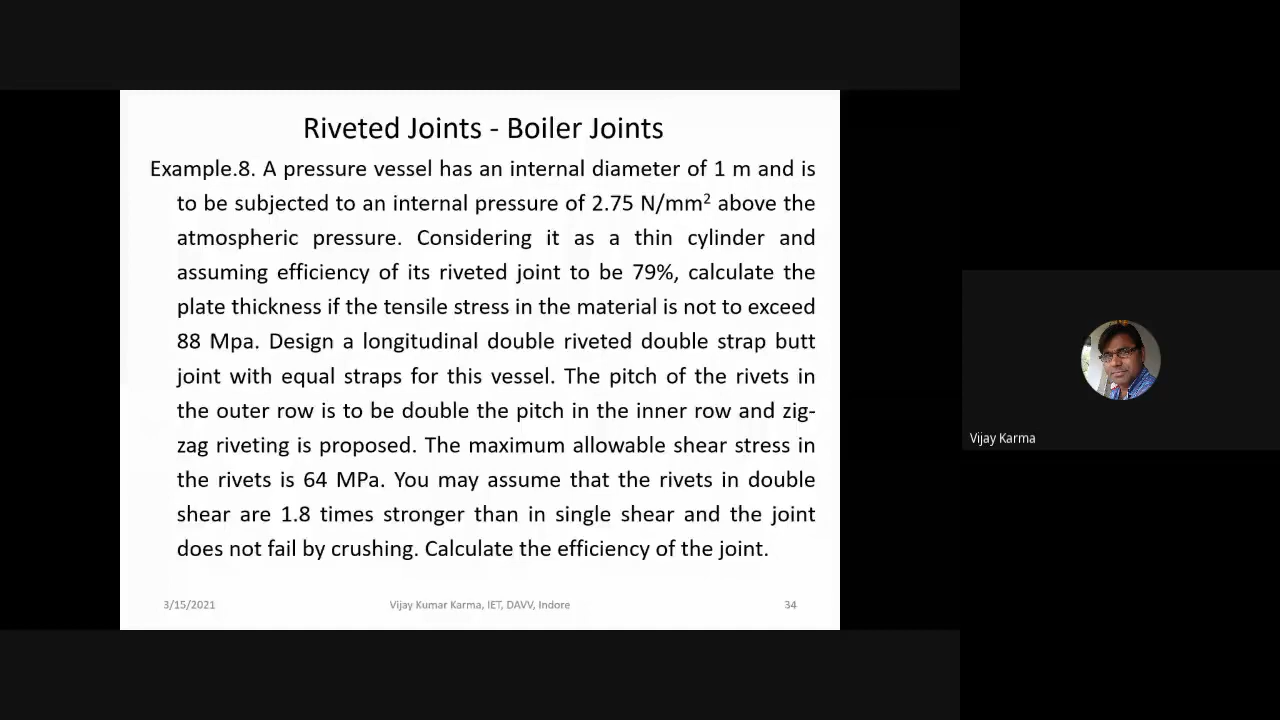 Riveted Joints - Boiler Joints
Example.8. A pressure vessel has an internal diameter of 1 m and is
to be subjected to an internal pressure of 2.75 N/mm² above the
atmospheric pressure. Considering it as a thin cylinder and
assuming efficiency of its riveted joint to be 79%, calculate the
plate thickness if the tensile stress in the material is not to exceed
88 Mpa. Design a longitudinal double riveted double strap butt
joint with equal straps for this vessel. The pitch of the rivets in
the outer row is to be double the pitch in the inner row and zig-
zag riveting is proposed. The maximum allowable shear stress in
the rivets is 64 MPa. You may assume that the rivets in double
shear are 1.8 times stronger than in single shear and the joint
does not fail by crushing. Calculate the efficiency of the joint.
3/15/2021
Vijay Kumar Karma, IET, DAVV, Indore
34
Vijay Karma